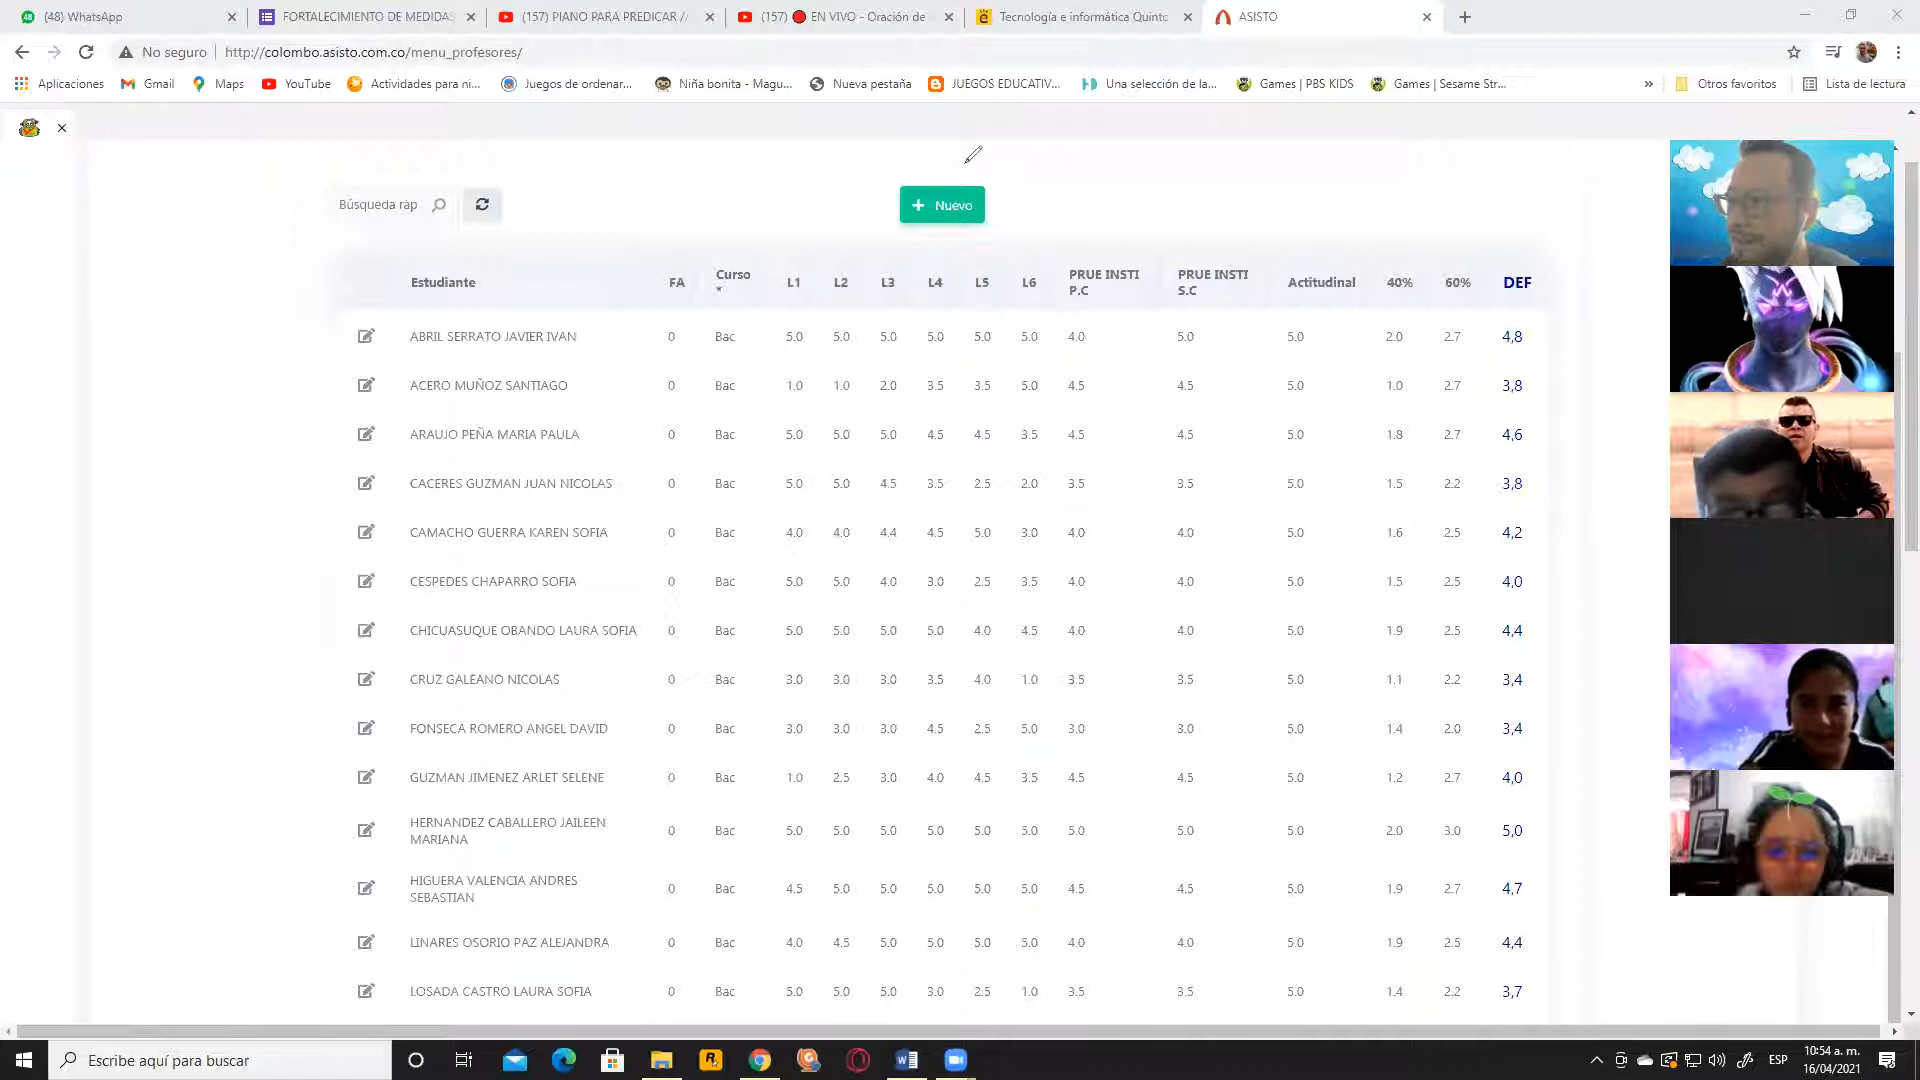 (48) WhatsApp
FORTALECIMIENTO DE MEDIDAS
(157) PIANO PARA PREDICAR //
(157) 🔴 EN VIVO - Oración de
Tecnología e informática Quinto
ASISTO
No seguro
http://colombo.asisto.com.co/menu_profesores/
Aplicaciones
Gmail
Maps
YouTube
Actividades para ni...
Juegos de ordenar...
Niña bonita - Magu...
Nueva pestaña
JUEGOS EDUCATIV...
Una selección de la...
Games | PBS KIDS
Games | Sesame Str...
»
Otros favoritos
Lista de lectura
Búsqueda ráp
+ Nuevo
Estudiante FA Curso * L1 L2 L3 L4 L5 L6 PRUE INSTI P.C PRUE INSTI S.C Actitudinal 40% 60% DEF
ABRIL SERRATO JAVIER IVAN 0 Bac 5.0 5.0 5.0 5.0 5.0 5.0 4.0 5.0 5.0 2.0 2.7 4,8
ACERO MUÑOZ SANTIAGO 0 Bac 1.0 1.0 2.0 3.5 3.5 5.0 4.5 4.5 5.0 1.0 2.7 3,8
ARAUJO PEÑA MARIA PAULA 0 Bac 5.0 5.0 5.0 4.5 4.5 3.5 4.5 4.5 5.0 1.8 2.7 4,6
CACERES GUZMAN JUAN NICOLAS 0 Bac 5.0 5.0 4.5 3.5 2.5 2.0 3.5 3.5 5.0 1.5 2.2 3,8
CAMACHO GUERRA KAREN SOFIA 0 Bac 4.0 4.0 4.4 4.5 5.0 3.0 4.0 4.0 5.0 1.6 2.5 4,2
CESPEDES CHAPARRO SOFIA 0 Bac 5.0 5.0 4.0 3.0 2.5 3.5 4.0 4.0 5.0 1.5 2.5 4,0
CHICUASUQUE OBANDO LAURA SOFIA 0 Bac 5.0 5.0 5.0 5.0 4.0 4.5 4.0 4.0 5.0 1.9 2.5 4,4
CRUZ GALEANO NICOLAS 0 Bac 3.0 3.0 3.0 3.5 4.0 1.0 3.5 3.5 5.0 1.1 2.2 3,4
FONSECA ROMERO ANGEL DAVID 0 Bac 3.0 3.0 3.0 4.5 2.5 5.0 3.0 3.0 5.0 1.4 2.0 3,4
GUZMAN JIMENEZ ARLET SELENE 0 Bac 1.0 2.5 3.0 4.0 4.5 3.5 4.5 4.5 5.0 1.2 2.7 4,0
HERNANDEZ CABALLERO JAILEEN
MARIANA 0 Bac 5.0 5.0 5.0 5.0 5.0 5.0 5.0 5.0 5.0 2.0 3.0 5,0
HIGUERA VALENCIA ANDRES
SEBASTIAN 0 Bac 4.5 5.0 5.0 5.0 5.0 5.0 4.5 4.5 5.0 1.9 2.7 4,7
LINARES OSORIO PAZ ALEJANDRA 0 Bac 4.0 4.5 5.0 5.0 5.0 5.0 4.0 4.0 5.0 1.9 2.5 4,4
LOSADA CASTRO LAURA SOFIA 0 Bac 5.0 5.0 5.0 3.0 2.5 1.0 3.5 3.5 5.0 1.4 2.2 3,7
Escribe aquí para buscar
ESP
10:54 a. m.
16/04/2021